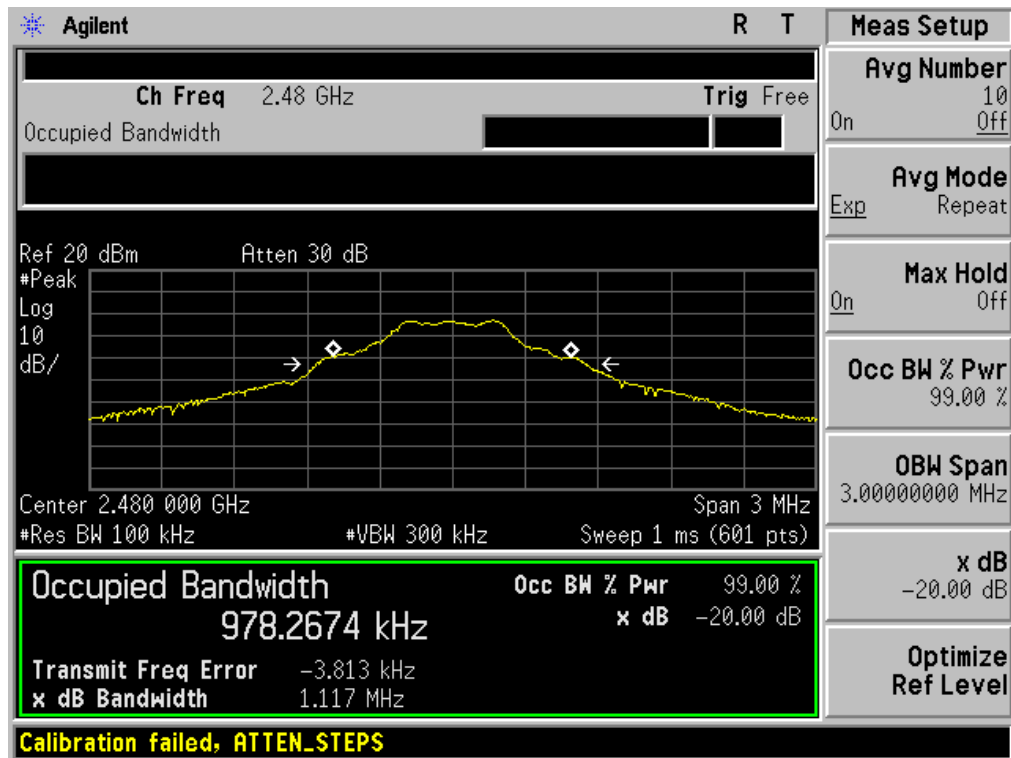 Agilent R T
Ch Freq 2.48 GHz Trig Free
Occupied Bandwidth
Ref 20 dBm Atten 30 dB
#Peak
Log
10
dB/
Center 2.480 000 GHz Span 3 MHz
#Res BW 100 kHz #VBW 300 kHz Sweep 1 ms (601 pts)
Occupied Bandwidth Occ BW % Pwr 99.00 %
978.2674 kHz x dB -20.00 dB
Transmit Freq Error -3.813 kHz
x dB Bandwidth 1.117 MHz
Calibration failed, ATTEN_STEPS
Meas Setup
Avg Number
10
On Off
Avg Mode
Exp Repeat
Max Hold
On Off
Occ BW % Pwr
99.00 %
OBW Span
3.00000000 MHz
x dB
-20.00 dB
Optimize
Ref Level